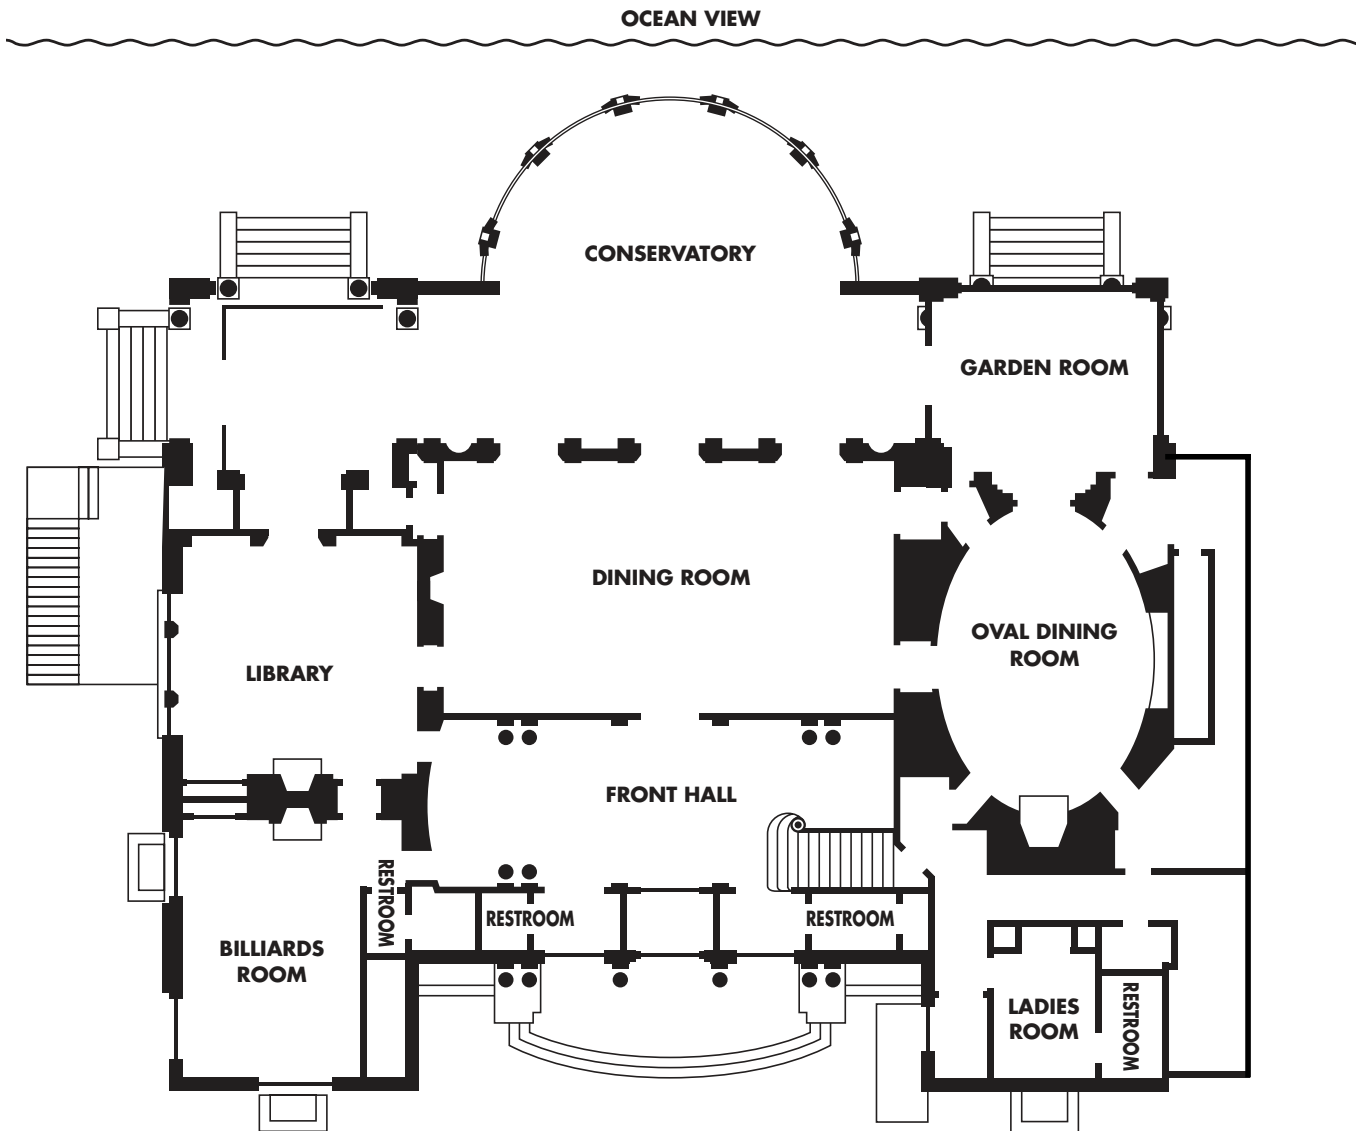 OCEAN VIEW
CONSERVATORY
GARDEN ROOM
DINING ROOM
OVAL DINING
ROOM
LIBRARY
FRONT HALL
RESTROOM
RESTROOM
RESTROOM
BILLIARDS
ROOM
LADIES
ROOM
RESTROOM